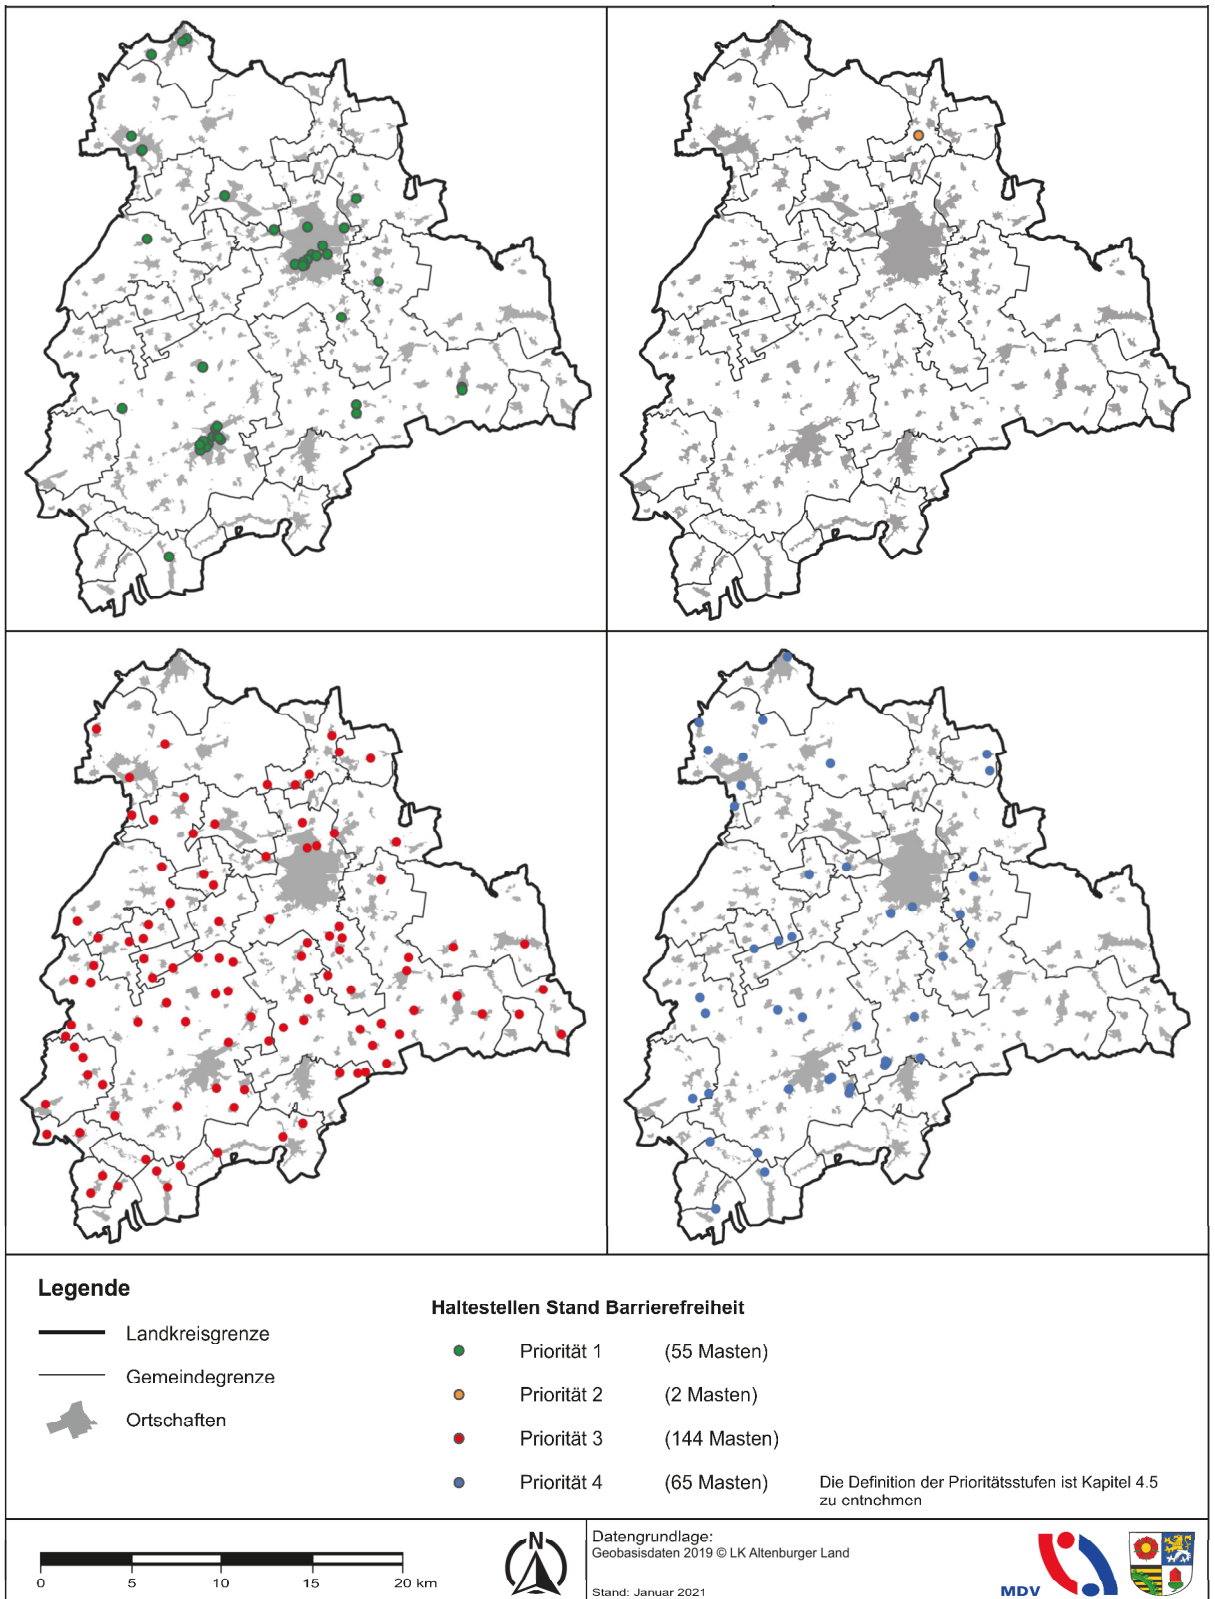 Legende
Landkreisgrenze
Gemeindegrenze
Ortschaften
Haltestellen Stand Barrierefreiheit
Priorität 1 (55 Masten)
Priorität 2 (2 Masten)
Priorität 3 (144 Masten)
Priorität 4 (65 Masten)
Die Definition der Prioritätsstufen ist Kapitel 4.5
zu entnehmen
0 5 10 15 20 km
N
Datengrundlage:
Geobasisdaten 2019 © LK Altenburger Land
Stand: Januar 2021
MDV